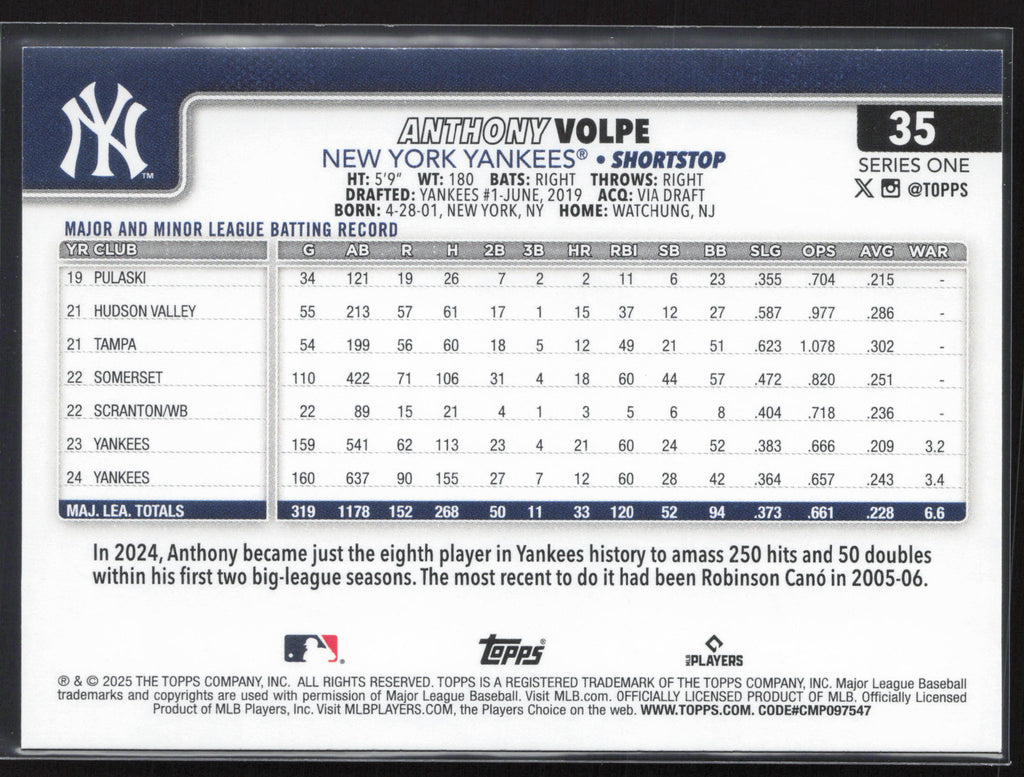 NY
TM
ANTHONY VOLPE
35
NEW YORK YANKEES® • SHORTSTOP
SERIES ONE
HT: 5'9" WT: 180 BATS: RIGHT THROWS: RIGHT
@TOPPS
DRAFTED: YANKEES #1-JUNE, 2019 ACQ: VIA DRAFT
BORN: 4-28-01, NEW YORK, NY HOME: WATCHUNG, NJ
MAJOR AND MINOR LEAGUE BATTING RECORD
YR CLUB G AB R H 2B 3B HR RBI SB BB SLG OPS AVG WAR
19 PULASKI 34 121 19 26 7 2 2 11 6 23 .355 .704 .215 -
21 HUDSON VALLEY 55 213 57 61 17 1 15 37 12 27 .587 .977 .286 -
21 TAMPA 54 199 56 60 18 5 12 49 21 51 .623 1.078 .302 -
22 SOMERSET 110 422 71 106 31 4 18 60 44 57 .472 .820 .251 -
22 SCRANTON/WB 22 89 15 21 4 1 3 5 6 8 .404 .718 .236 -
23 YANKEES 159 541 62 113 23 4 21 60 24 52 .383 .666 .209 3.2
24 YANKEES 160 637 90 155 27 7 12 60 28 42 .364 .657 .243 3.4
MAJ. LEA. TOTALS 319 1178 152 268 50 11 33 120 52 94 .373 .661 .228 6.6
In 2024, Anthony became just the eighth player in Yankees history to amass 250 hits and 50 doubles
within his first two big-league seasons. The most recent to do it had been Robinson Canó in 2005-06.
TOPPS®
MLB PLAYERS
® & © 2025 THE TOPPS COMPANY, INC. ALL RIGHTS RESERVED. TOPPS IS A REGISTERED TRADEMARK OF THE TOPPS COMPANY, INC. Major League Baseball
trademarks and copyrights are used with permission of Major League Baseball. Visit MLB.com. OFFICIALLY LICENSED PRODUCT OF MLB. Officially Licensed
Product of MLB Players, Inc. Visit MLBPLAYERS.COM, the Players Choice on the web. WWW.TOPPS.COM. CODE#CMP097547